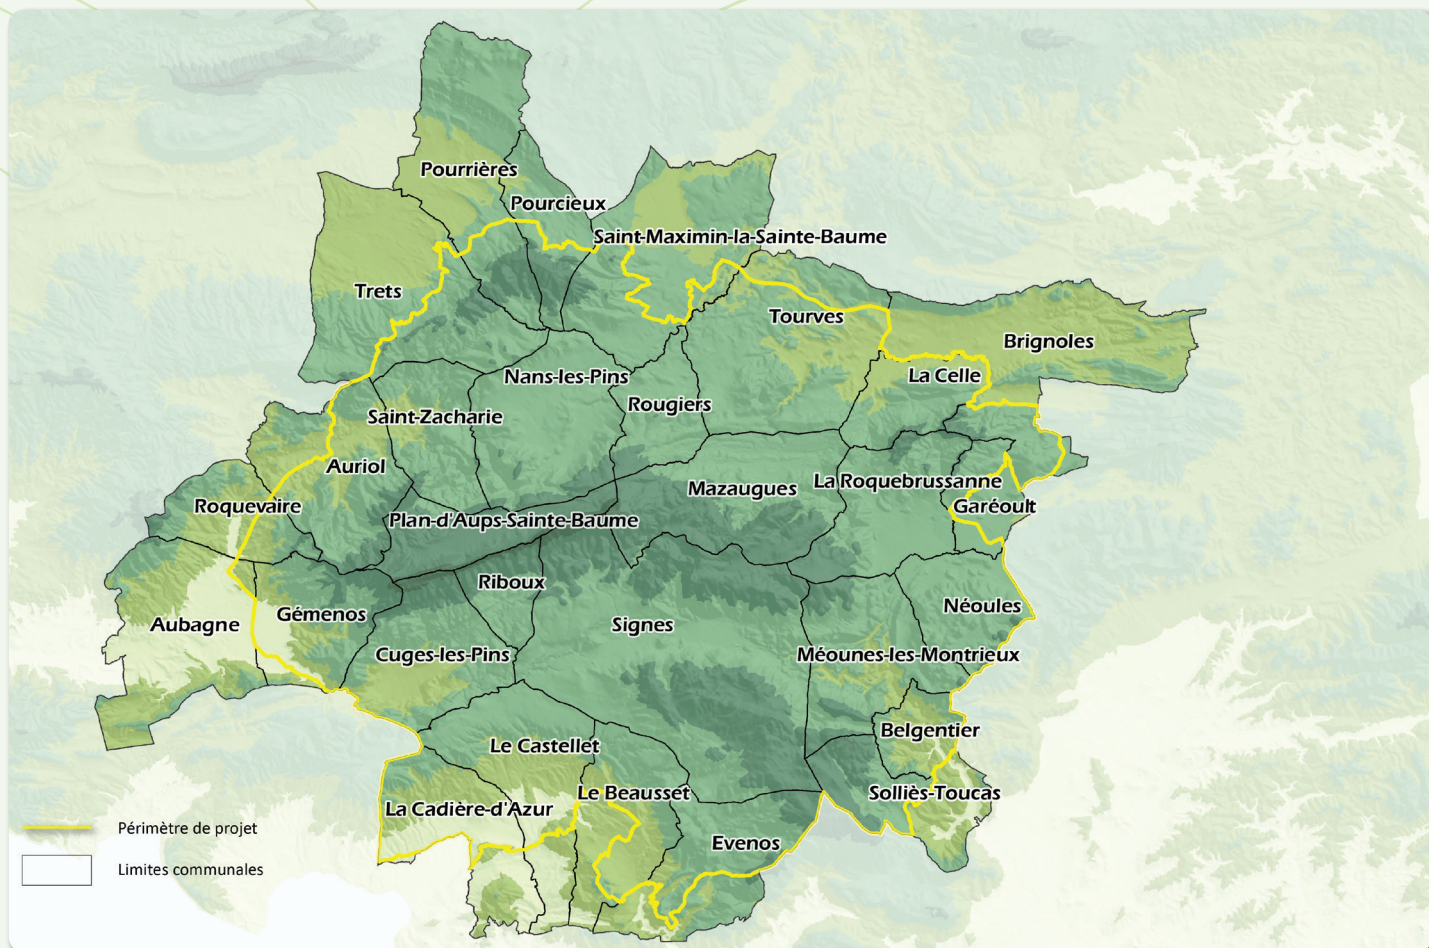 Pourrières
Pourcieux
Saint-Maximin-la-Sainte-Baume
Trets
Tourves
Brignoles
La Celle
Nans-les-Pins
Rougiers
Saint-Zacharie
Auriol
La Roquebrussanne
Mazaugues
Roquevaire
Garéoult
Plan-d'Aups-Sainte-Baume
Riboux
Néoules
Gémenos
Aubagne
Signes
Cuges-les-Pins
Méounes-les-Montrieux
Belgentier
Le Castellet
Le Beausset
Solliès-Toucas
La Cadière-d'Azur
Evenos
Périmètre de projet
Limites communales